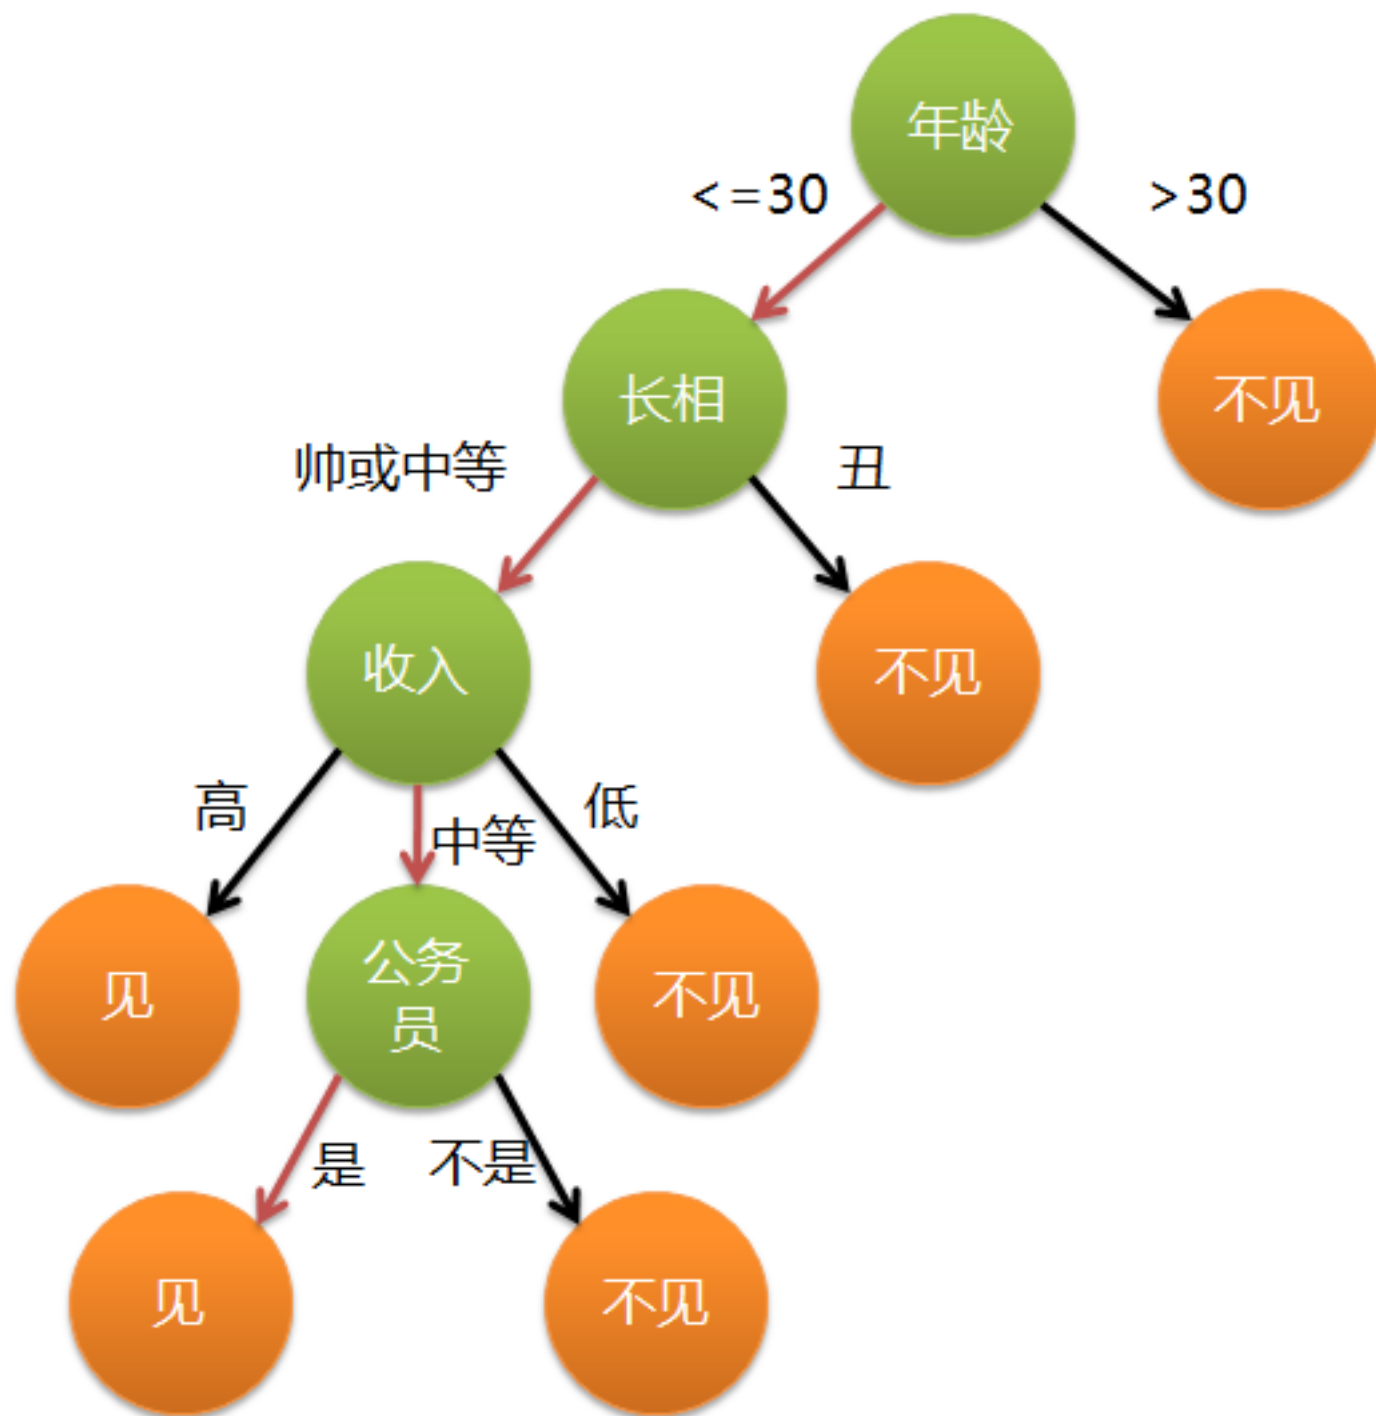 年龄
<=30
>30
长相
不见
帅或中等
丑
收入
不见
高
中等
低
见
公务
员
不见
是
不是
见
不见